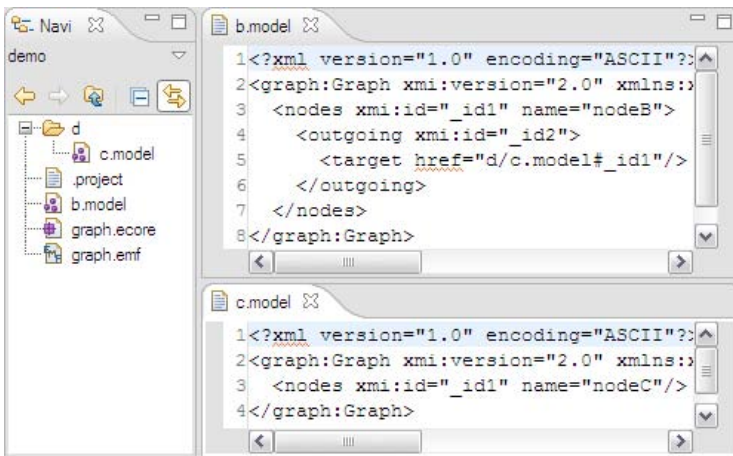 Navi
demo
d
c.model
.project
b.model
graph.ecore
graph.emf
b.model
1<?xml version="1.0" encoding="ASCII"?>
2<graph:Graph xmi:version="2.0" xmlns:x
3  <nodes xmi:id="_id1" name="nodeB">
4    <outgoing xmi:id="_id2">
5      <target href="d/c.model#_id1"/>
6    </outgoing>
7  </nodes>
8</graph:Graph>
c.model
1<?xml version="1.0" encoding="ASCII"?>
2<graph:Graph xmi:version="2.0" xmlns:x
3  <nodes xmi:id="_id1" name="nodeC"/>
4</graph:Graph>